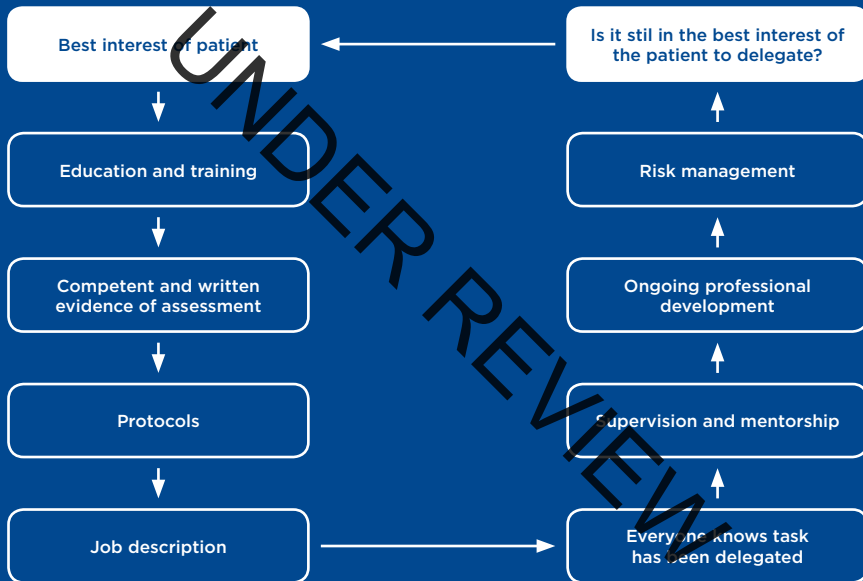 Best interest of patient
Education and training
Competent and written
evidence of assessment
Protocols
Job description
Everyone knows task
has been delegated
Supervision and mentorship
Ongoing professional
development
Risk management
Is it stil in the best interest of
the patient to delegate?
UNDER REVIEW